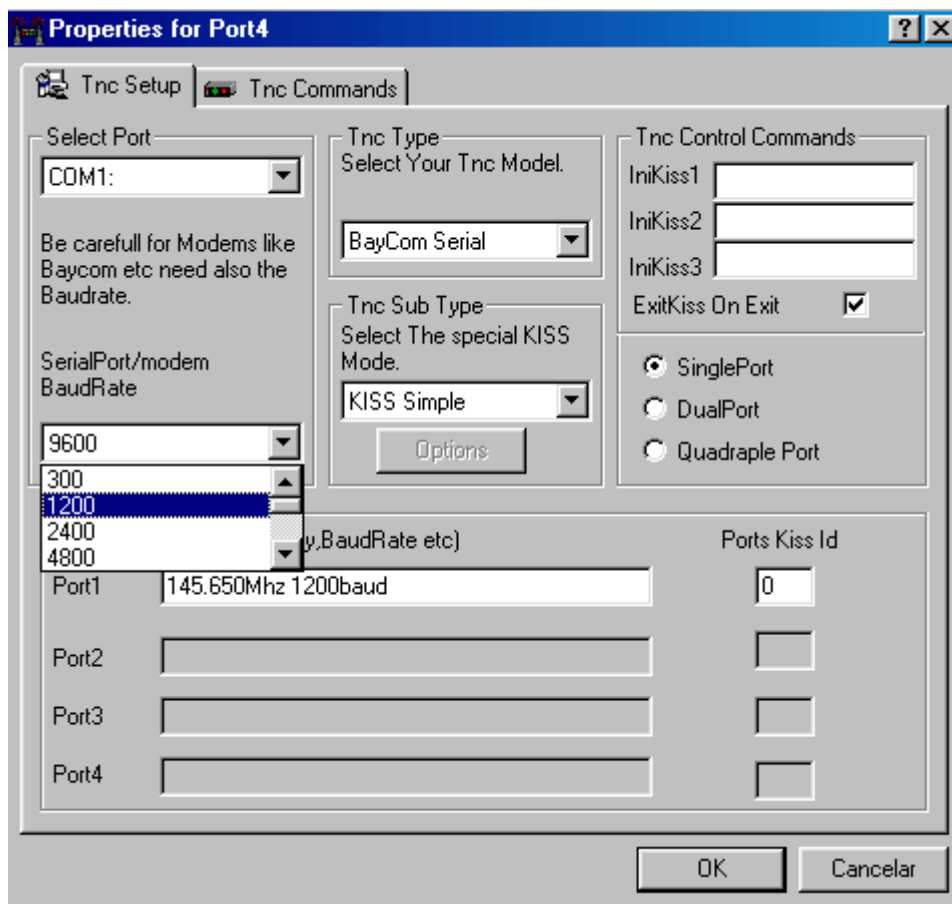 Properties for Port4
Tnc Setup
Tnc Commands
Select Port
COM1:
Be carefull for Modems like
Baycom etc need also the
Baudrate.
SerialPort/modem
BaudRate
9600
300
1200
2400
4800
Tnc Type
Select Your Tnc Model.
BayCom Serial
Tnc Sub Type
Select The special KISS
Mode.
KISS Simple
Options
Tnc Control Commands
IniKiss1
IniKiss2
IniKiss3
ExitKiss On Exit
SinglePort
DualPort
Quadraple Port
y,BaudRate etc)
Ports Kiss Id
Port1 145.650Mhz 1200baud 0
Port2
Port3
Port4
OK
Cancelar